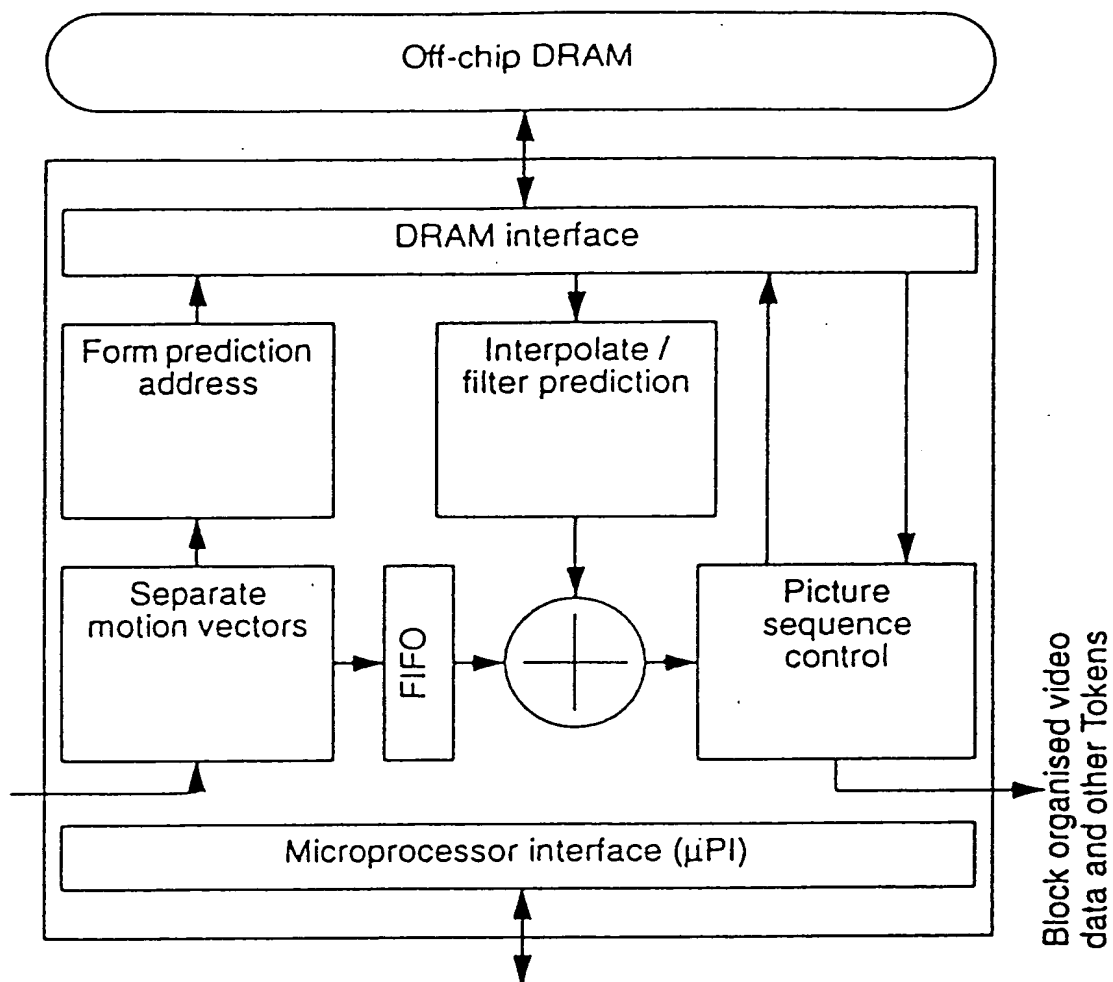 Off-chip DRAM
DRAM interface
Form prediction
address
Interpolate /
filter prediction
Separate
motion vectors
FIFO
Picture
sequence
control
Block organised video
data and other Tokens
Microprocessor interface (µPI)